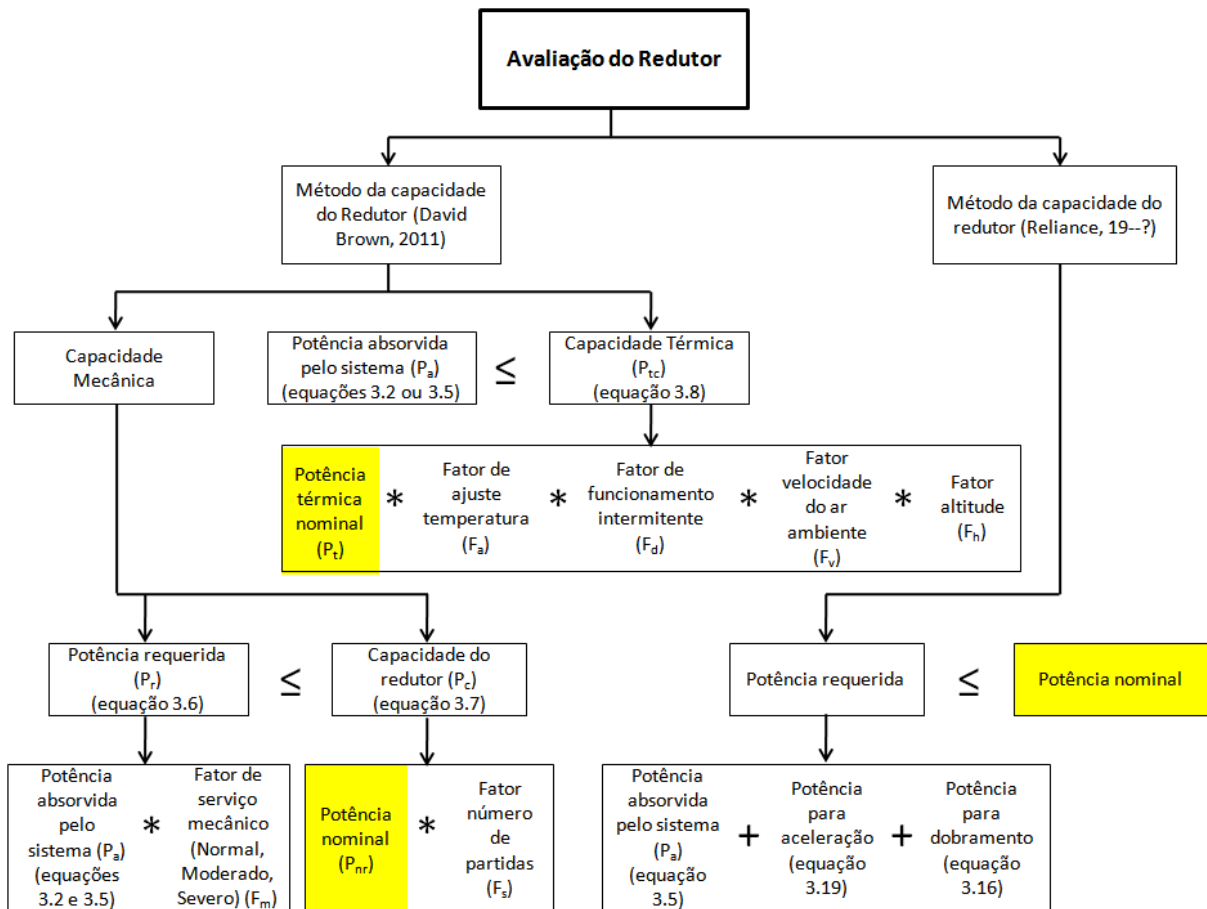 Avaliação do Redutor
Método da capacidade
do Redutor (David
Brown, 2011)
Método da capacidade do
redutor (Reliance, 19--?)
Capacidade
Mecânica
Potência absorvida
pelo sistema (Pa)
(equações 3.2 ou 3.5)
≤
Capacidade Térmica
(Ptc)
(equação 3.8)
Potência
térmica
nominal
(Pt)
*
Fator de
ajuste
temperatura
(Fa)
*
Fator de
funcionamento
intermitente
(Fd)
*
Fator
velocidade
do ar
ambiente
(Fv)
*
Fator
altitude
(Fh)
Potência requerida
(Pr)
(equação 3.6)
≤
Capacidade do
redutor (Pc)
(equação 3.7)
Potência requerida
≤
Potência nominal
Potência
absorvida
pelo
sistema (Pa)
(equações
3.2 e 3.5)
*
Fator de
serviço
mecânico
(Normal,
Moderado,
Severo) (Fm)
Potência
nominal
(Pnr)
*
Fator
número de
partidas
(Fs)
Potência
absorvida
pelo sistema
(Pa)
(equação
3.5)
+
Potência
para
aceleração
(equação
3.19)
+
Potência
para
dobramento
(equação
3.16)